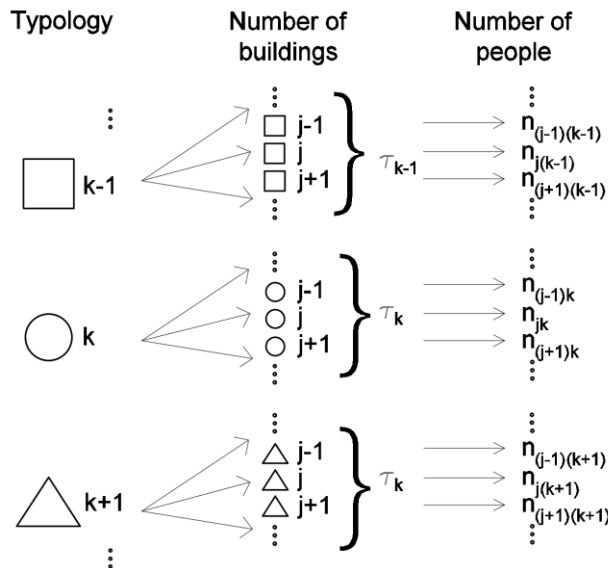 Typology
Number of buildings
Number of people
k-1
j-1
j
j+1
τk-1
n(j-1)(k-1)
nj(k-1)
n(j+1)(k-1)
k
j-1
j
j+1
τk
n(j-1)k
njk
n(j+1)k
k+1
j-1
j
j+1
τk
n(j-1)(k+1)
nj(k+1)
n(j+1)(k+1)